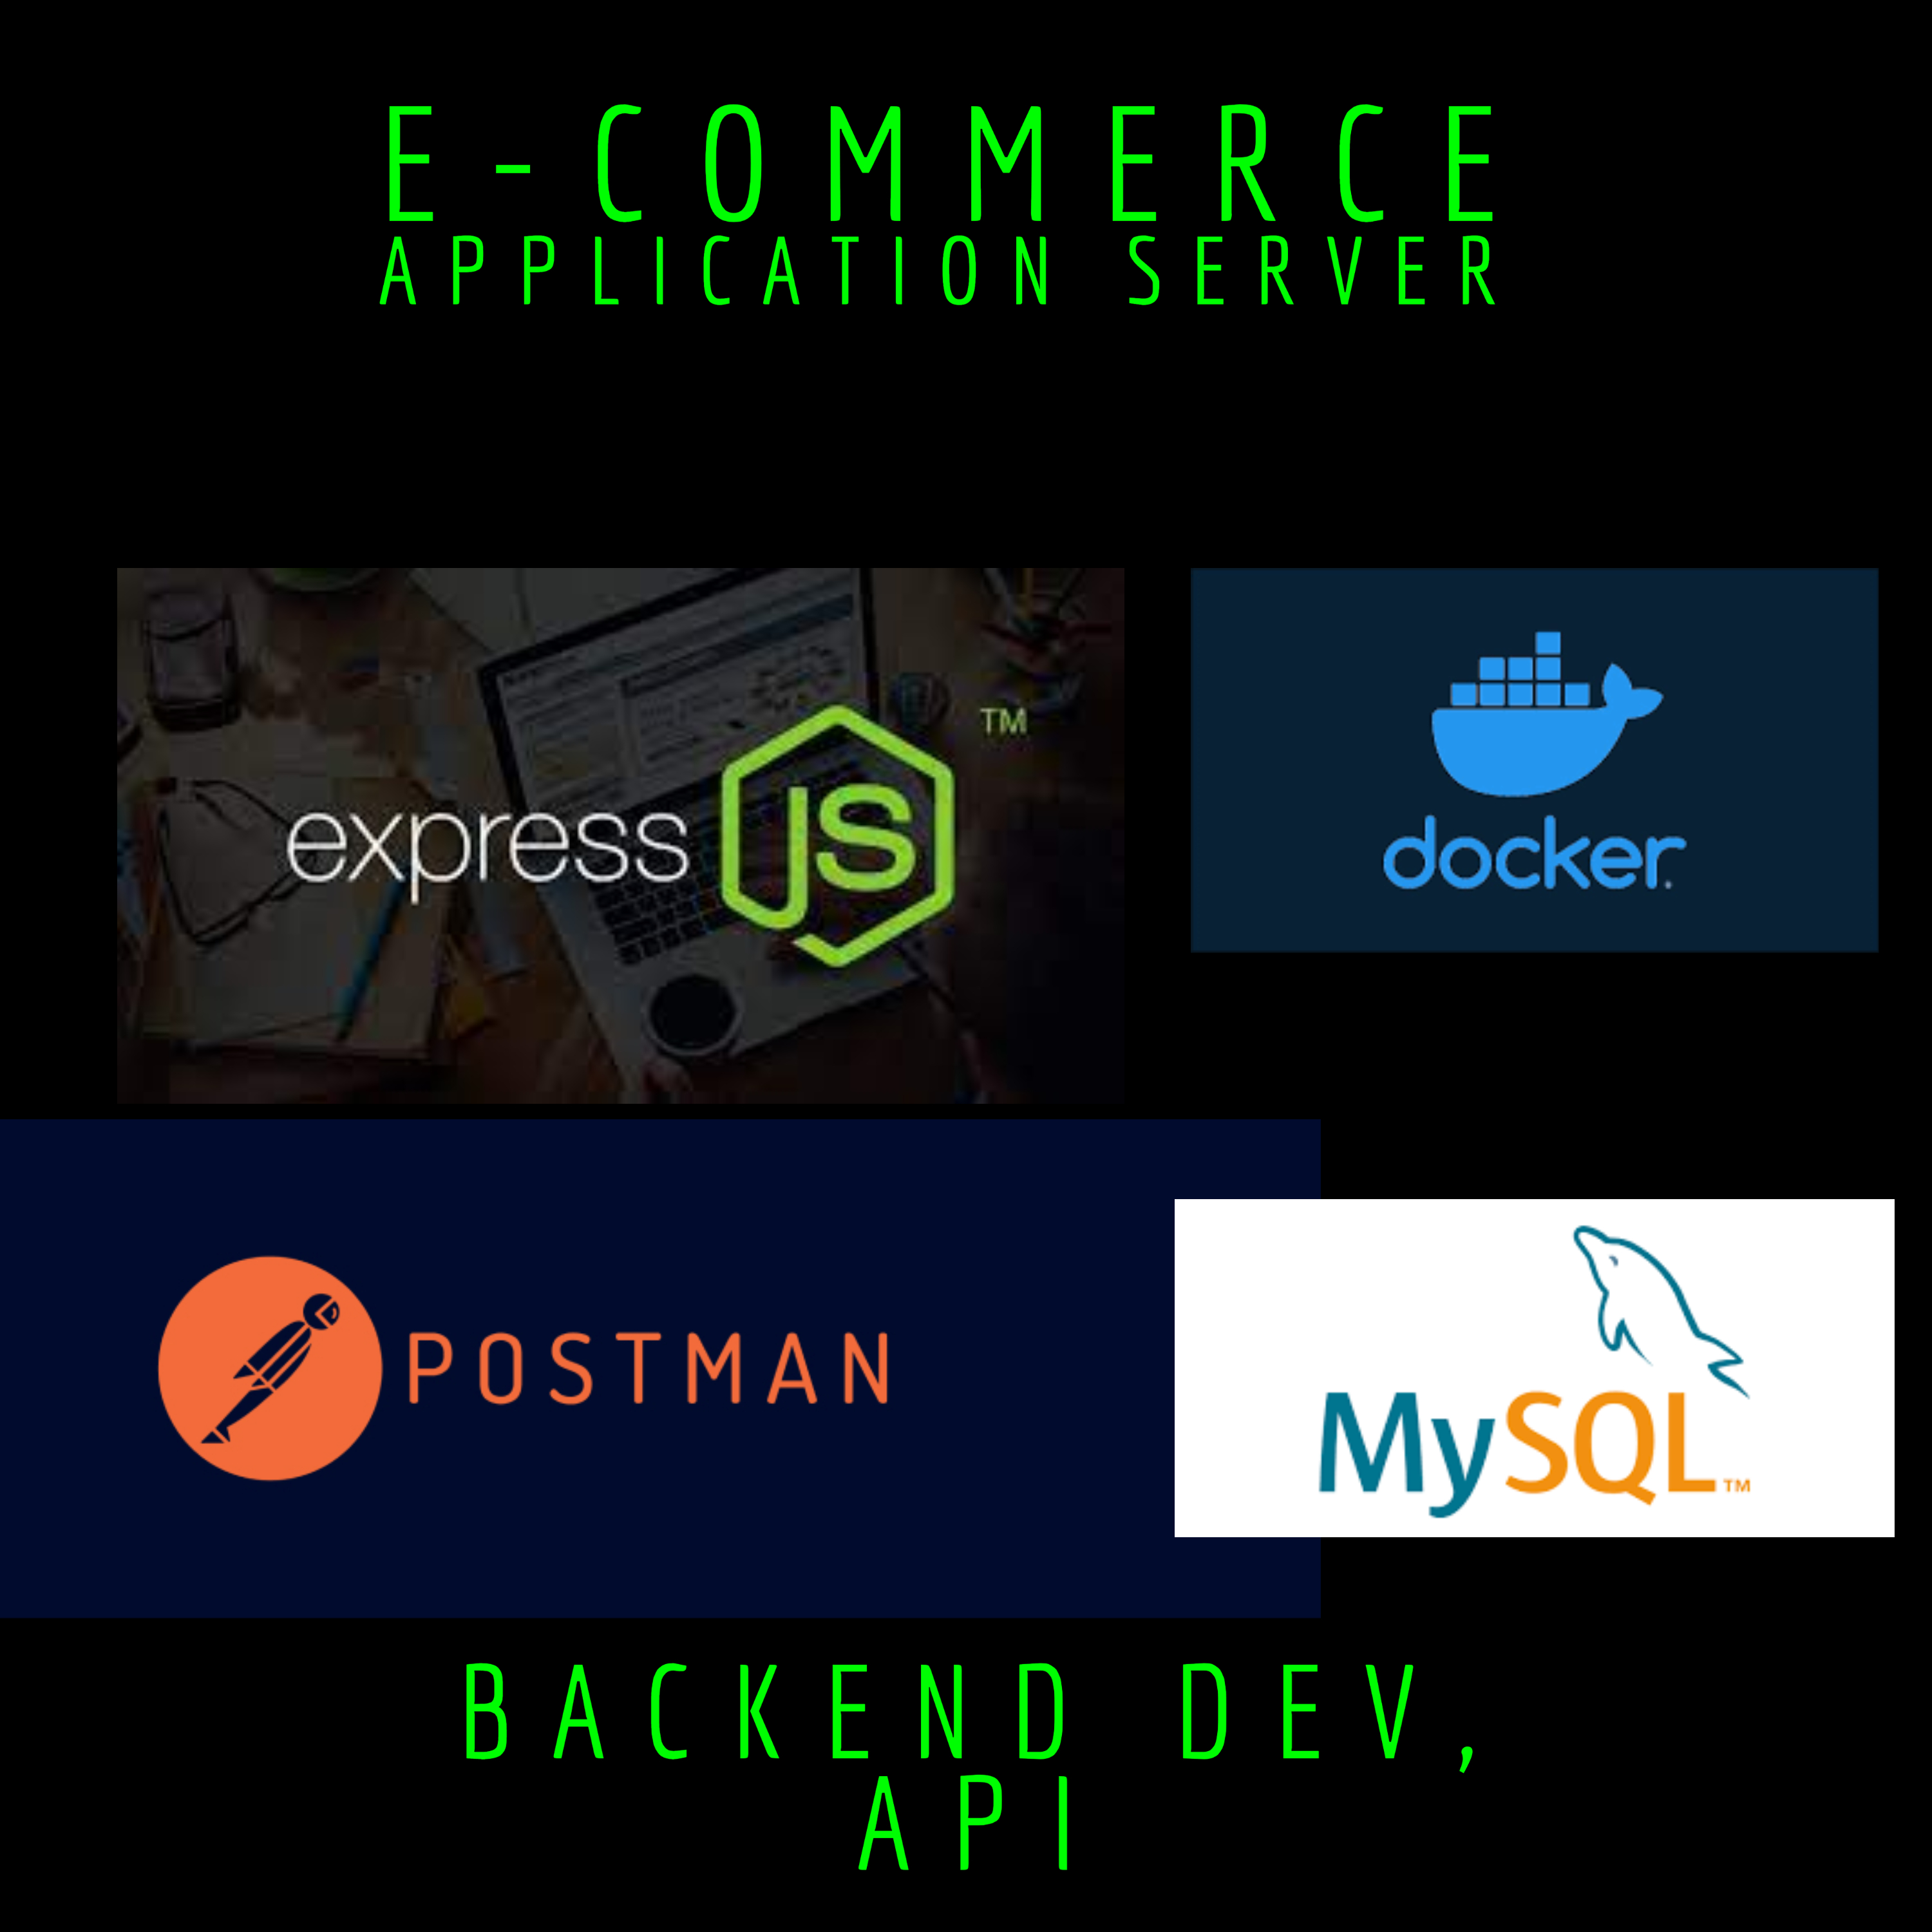 E-COMMERCE
APPLICATION SERVER
express JS TM
docker.
POSTMAN
MySQL TM
BACKEND DEV,
API